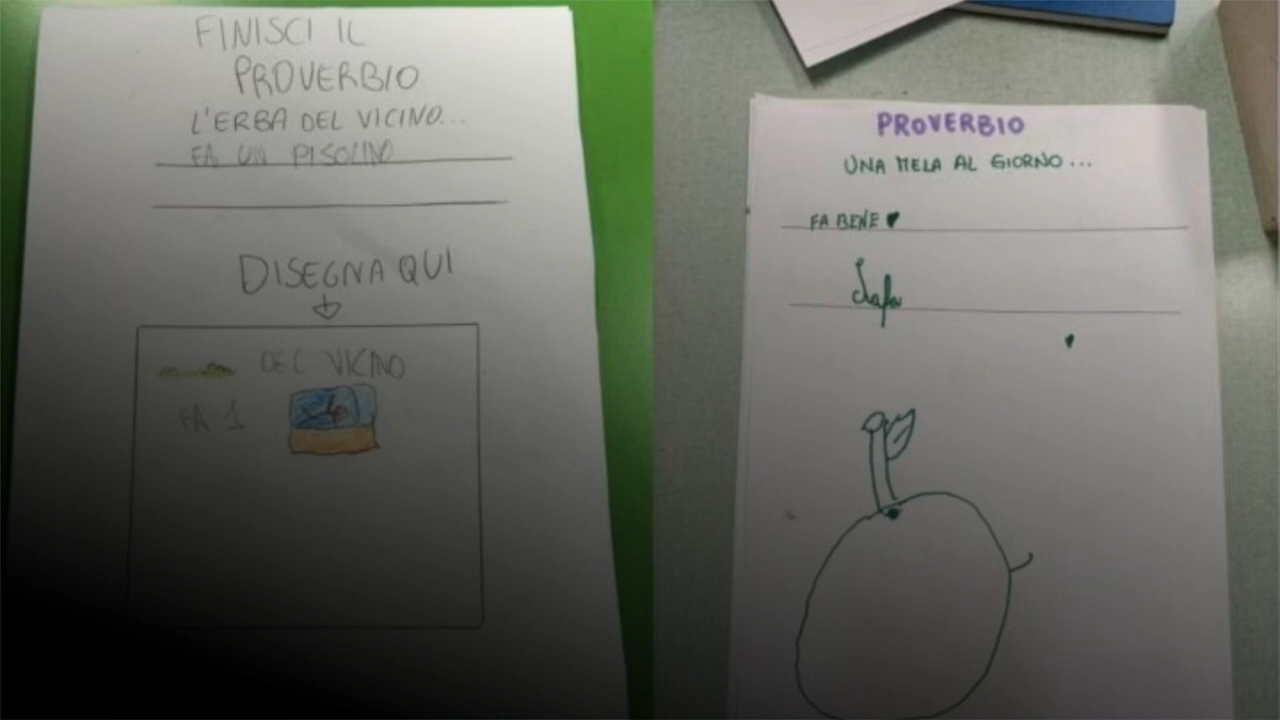 FINISCI IL
PROVERBIO
L'ERBA DEL VICINO...
FA UN PISOLINO
DISEGNA QUI
DEL VICINO
FA 1
PROVERBIO
UNA MELA AL GIORNO...
FA BENE